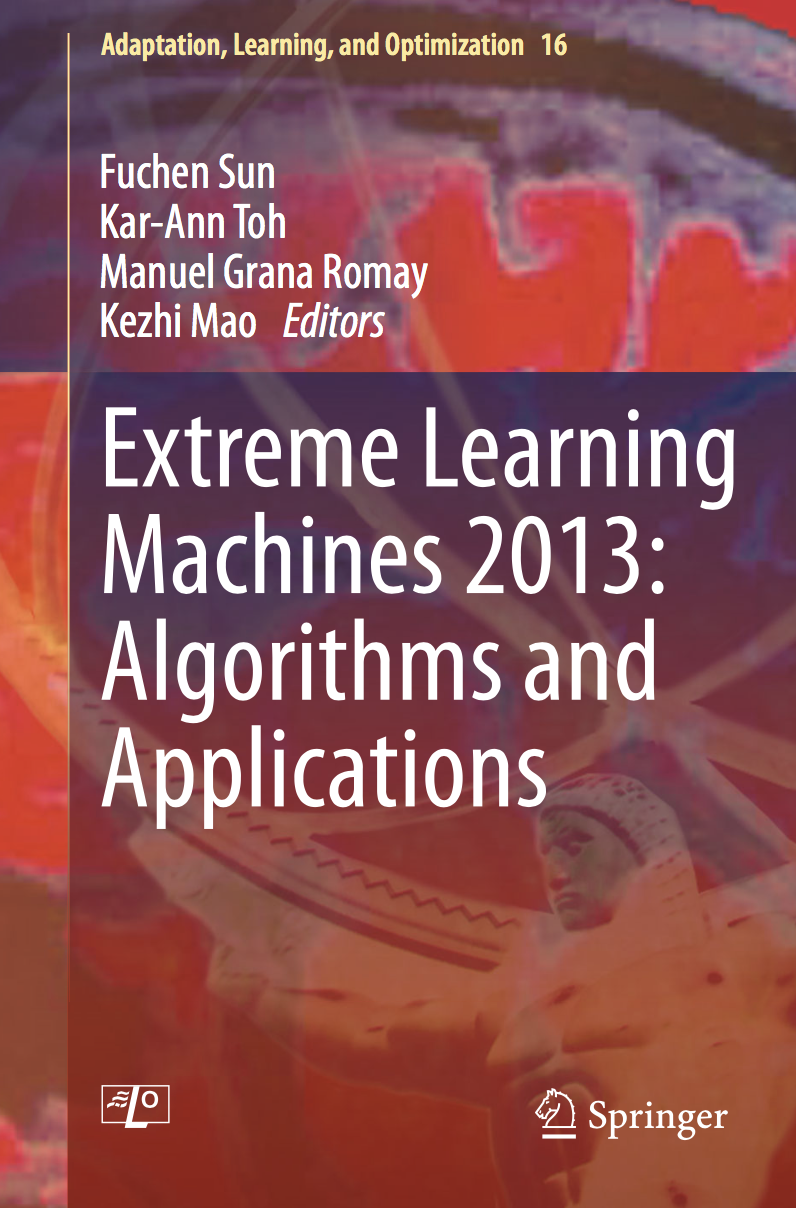 Adaptation, Learning, and Optimization 16
Fuchen Sun
Kar-Ann Toh
Manuel Grana Romay
Kezhi Mao Editors
Extreme Learning
Machines 2013:
Algorithms and
Applications
LO
Springer